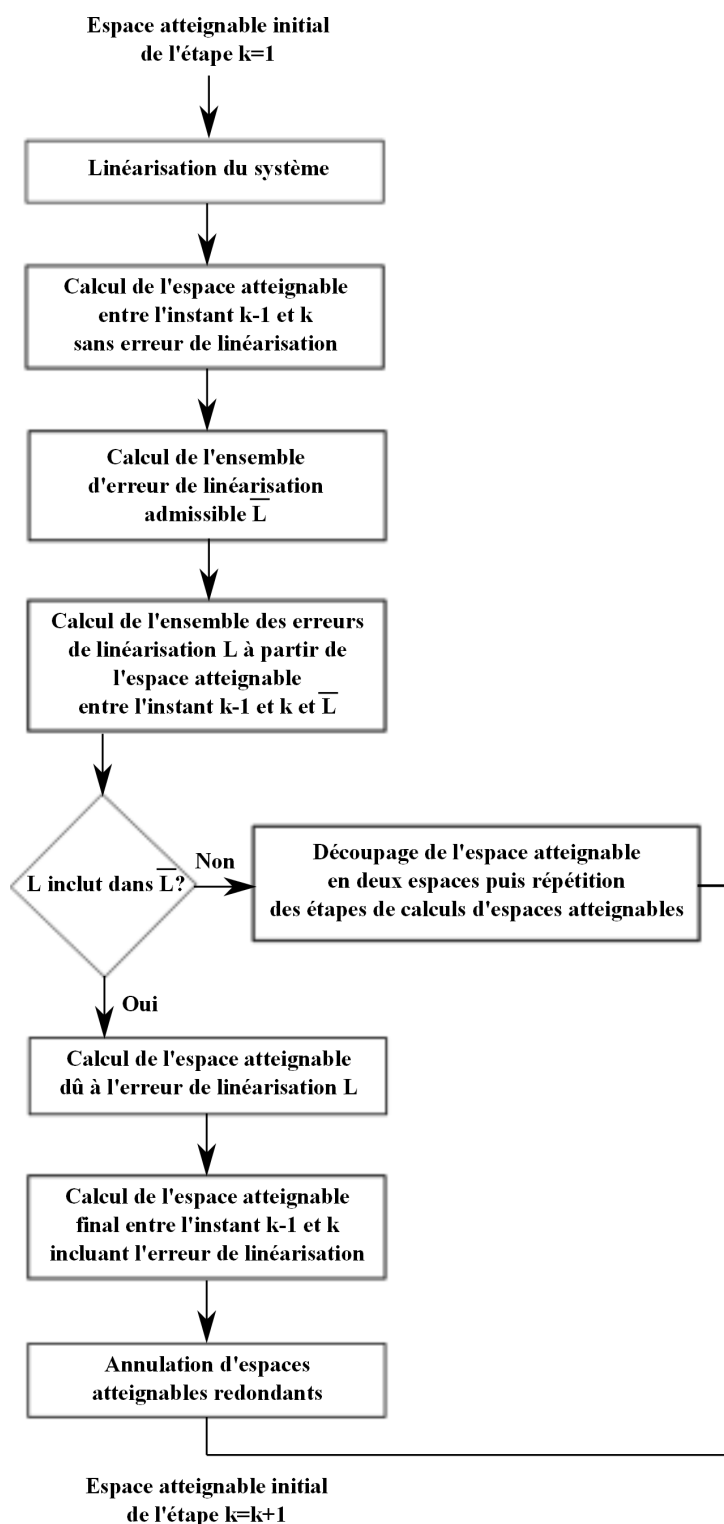 Espace atteignable initial
de l'étape k=1
Linéarisation du système
Calcul de l'espace atteignable
entre l'instant k-1 et k
sans erreur de linéarisation
Calcul de l'ensemble
d'erreur de linéarisation
admissible L̅
Calcul de l'ensemble des erreurs
de linéarisation L à partir de
l'espace atteignable
entre l'instant k-1 et k et L̅
L inclut dans L̅?
Non
Découpage de l'espace atteignable
en deux espaces puis répétition
des étapes de calculs d'espaces atteignables
Oui
Calcul de l'espace atteignable
dû à l'erreur de linéarisation L
Calcul de l'espace atteignable
final entre l'instant k-1 et k
incluant l'erreur de linéarisation
Annulation d'espaces
atteignables redondants
Espace atteignable initial
de l'étape k=k+1